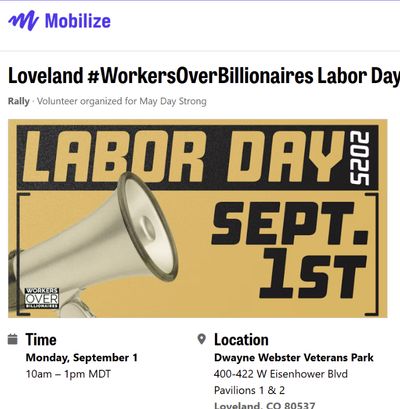 Mobilize
Loveland #WorkersOverBillionaires Labor Day
Rally · Volunteer organized for May Day Strong
LABOR DAY 2025
SEPT.
1ST
WORKERS
OVER
BILLIONAIRES
Time
Monday, September 1
10am – 1pm MDT
Location
Dwayne Webster Veterans Park
400-422 W Eisenhower Blvd
Pavilions 1 & 2
Loveland, CO 80537